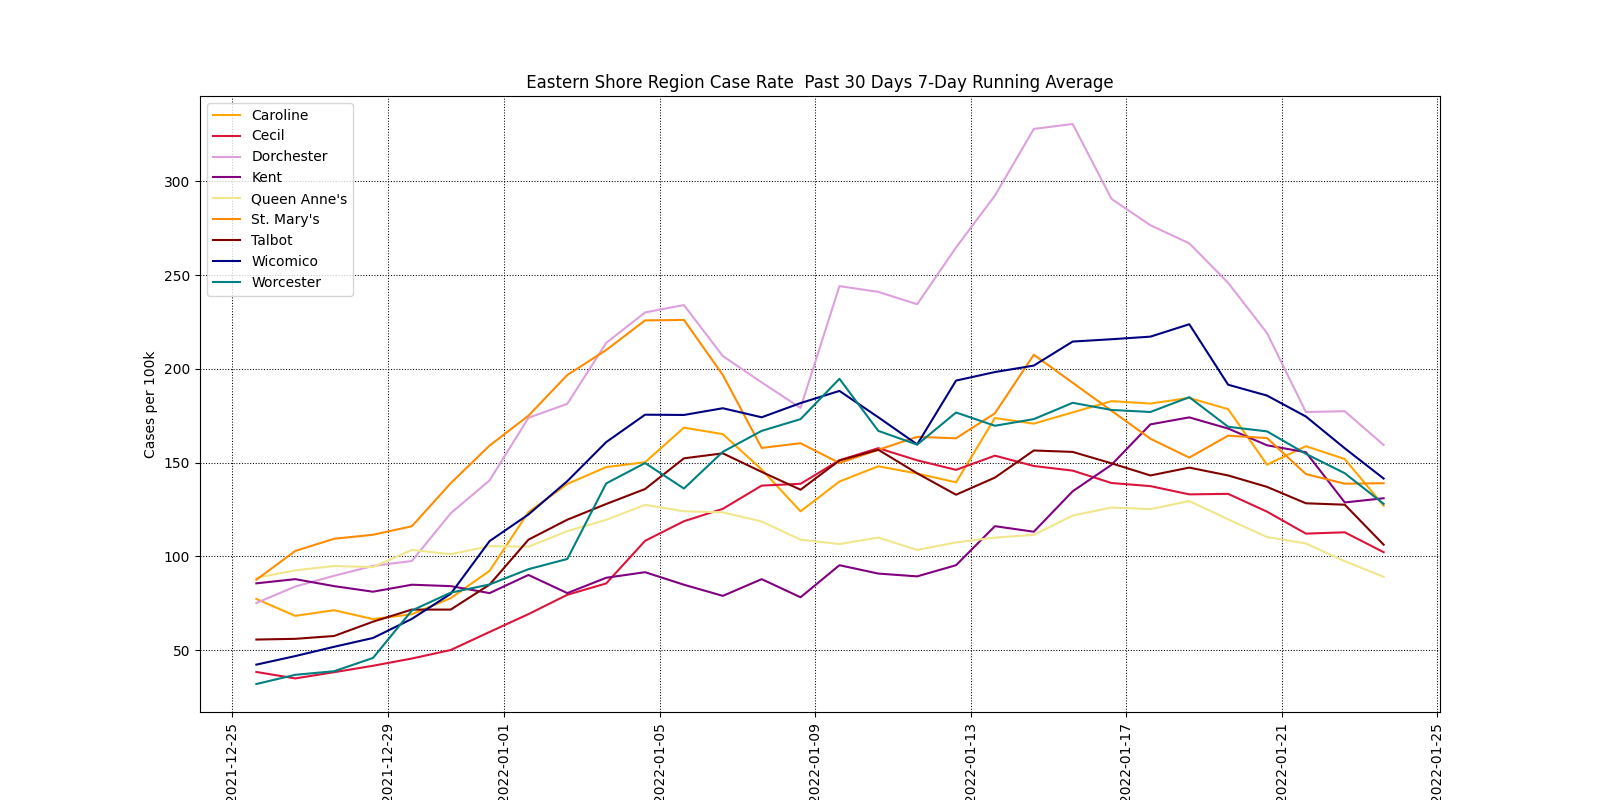 Eastern Shore Region Case Rate  Past 30 Days 7-Day Running Average
Caroline
Cecil
Dorchester
Kent
Queen Anne's
St. Mary's
Talbot
Wicomico
Worcester
300
250
200
150
100
50
Cases per 100k
2021-12-25
2021-12-29
2022-01-01
2022-01-05
2022-01-09
2022-01-13
2022-01-17
2022-01-21
2022-01-25